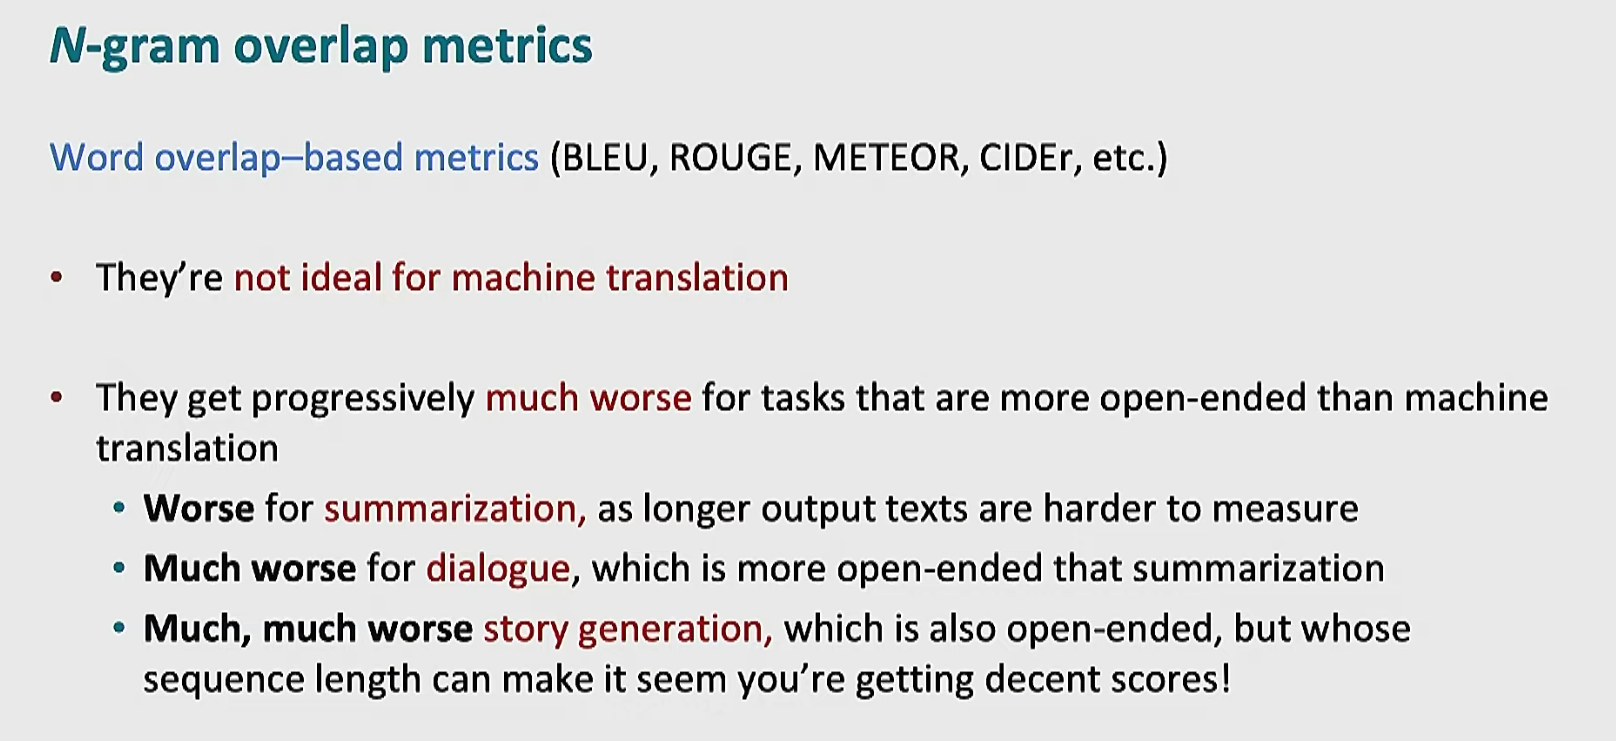 N-gram overlap metrics
Word overlap–based metrics (BLEU, ROUGE, METEOR, CIDEr, etc.)
• They're not ideal for machine translation
• They get progressively much worse for tasks that are more open-ended than machine
translation
• Worse for summarization, as longer output texts are harder to measure
• Much worse for dialogue, which is more open-ended that summarization
• Much, much worse story generation, which is also open-ended, but whose
sequence length can make it seem you're getting decent scores!